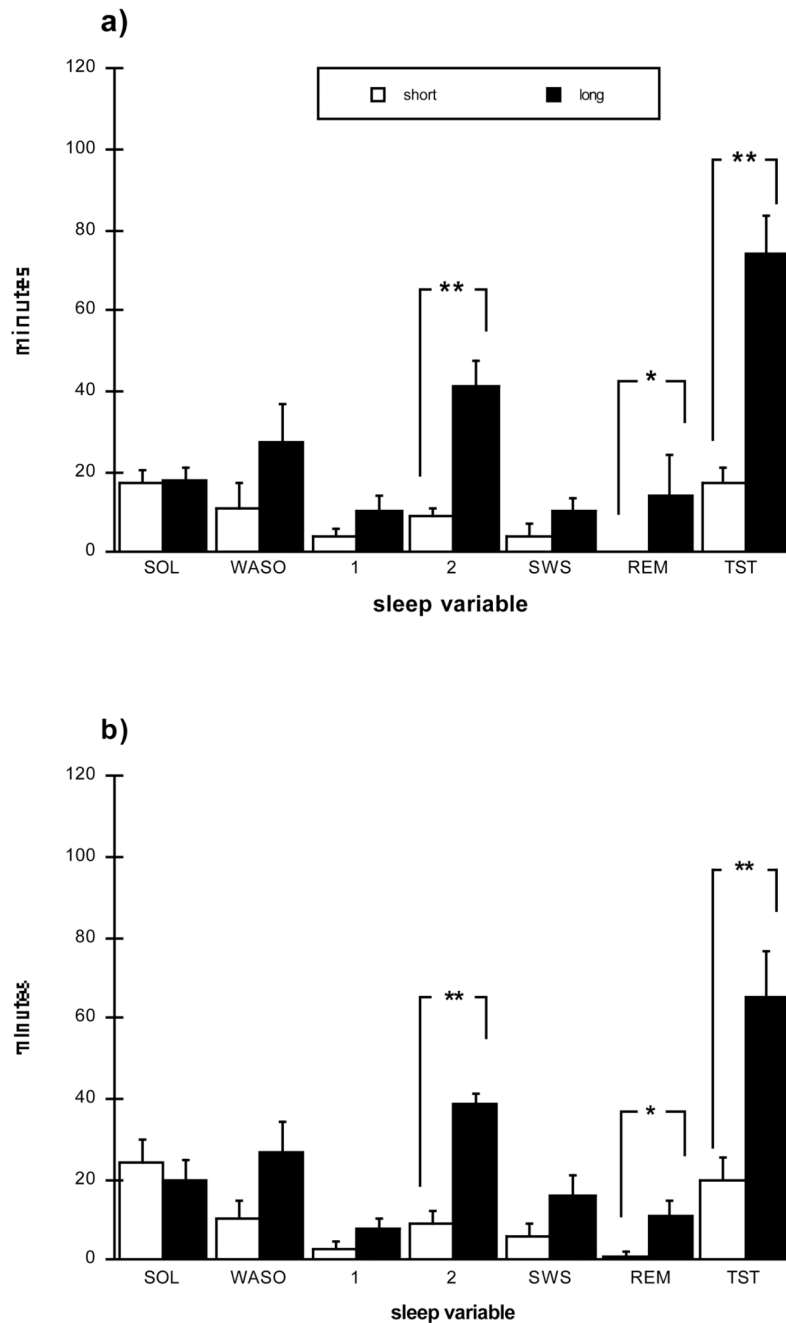 a)
120
short long
100
**
80
minutes
60
**
40
*
20
0
SOL WASO 1 2 SWS REM TST
sleep variable
b)
120
100
**
80
minutes
60
**
40
*
20
0
SOL WASO 1 2 SWS REM TST
sleep variable